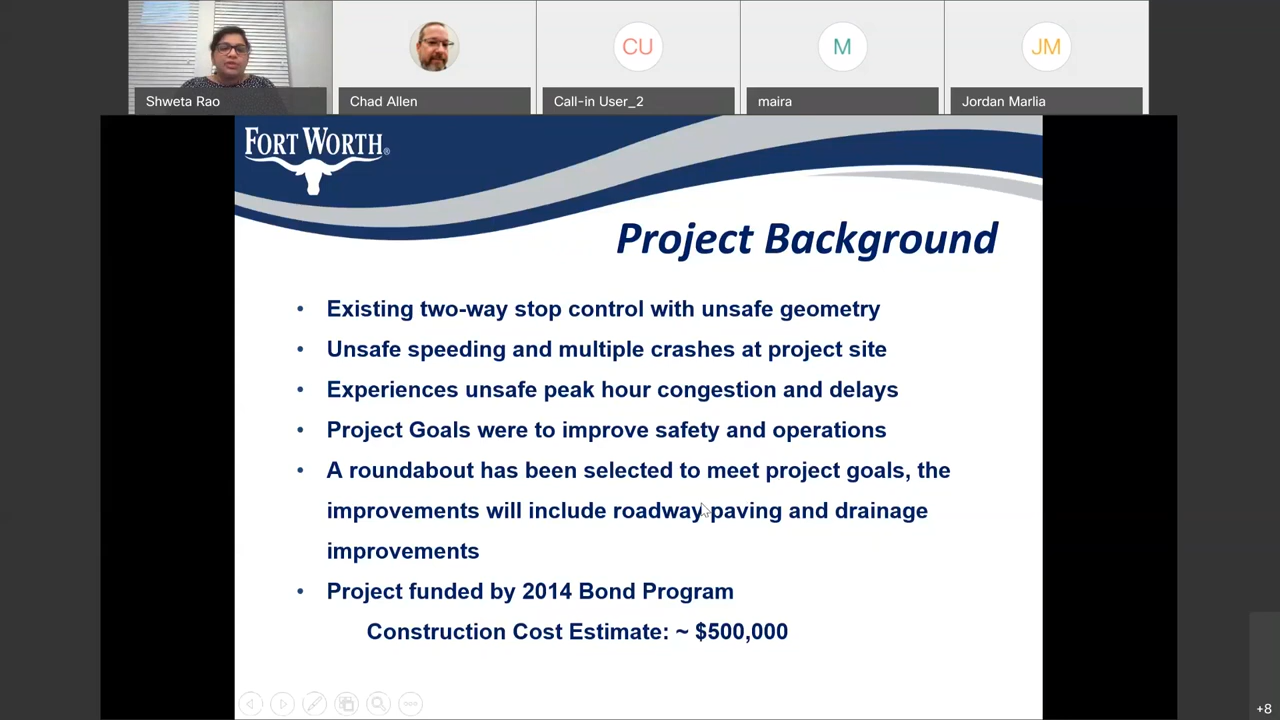 CU
M
JM
Shweta Rao
Chad Allen
Call-in User_2
maira
Jordan Marlia
FORT WORTH®
Project Background
• Existing two-way stop control with unsafe geometry
• Unsafe speeding and multiple crashes at project site
• Experiences unsafe peak hour congestion and delays
• Project Goals were to improve safety and operations
• A roundabout has been selected to meet project goals, the
improvements will include roadway paving and drainage
improvements
• Project funded by 2014 Bond Program
Construction Cost Estimate: ~ $500,000
+8